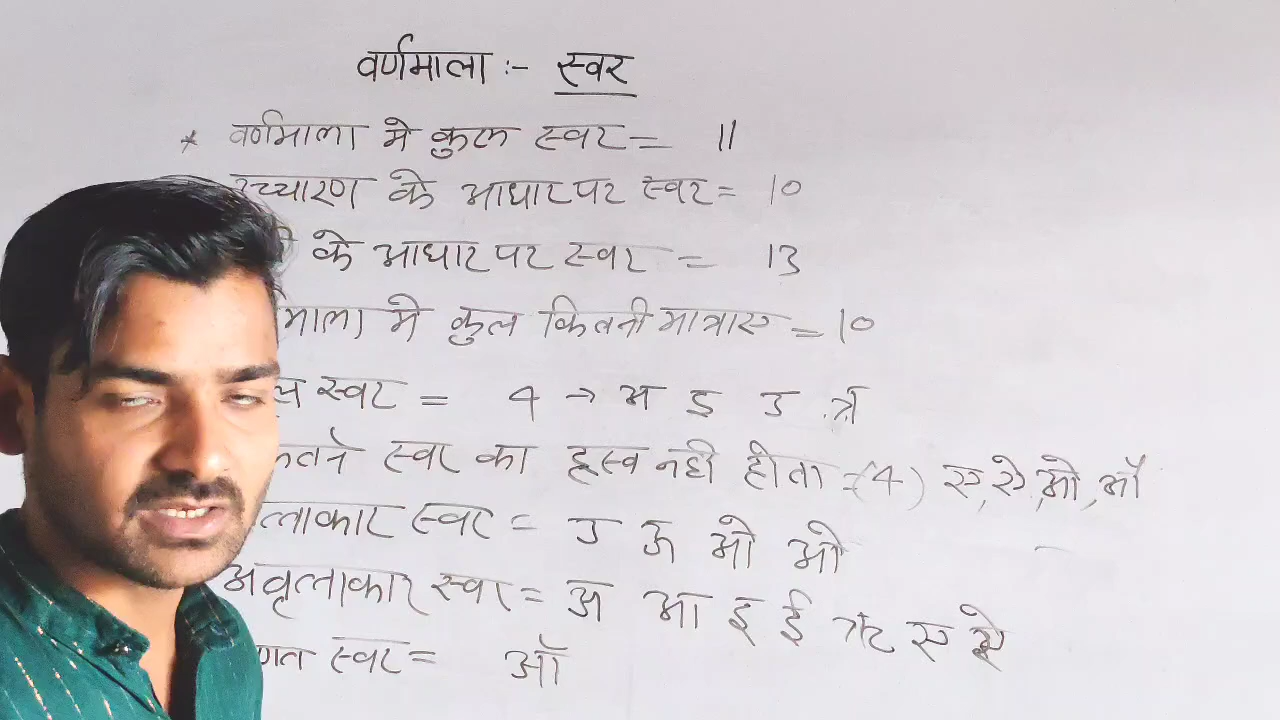 वर्णमाला :- स्वर
* वर्णमाला मे कुल स्वर = 11
उच्चारण के आधार पर स्वर = 10
के आधार पर स्वर = 13
माला मे कुल कितनी मात्राए = 10
स्वर = 4 → अ इ उ ऋ
स्वर का ह्रस्व नही होता = (4) ए, ऐ, ओ, औ
ताकार स्वर = उ ऊ ओ औ
अवृताकार स्वर = अ आ इ ई ऋ ए ऐ
स्वर = ऑ